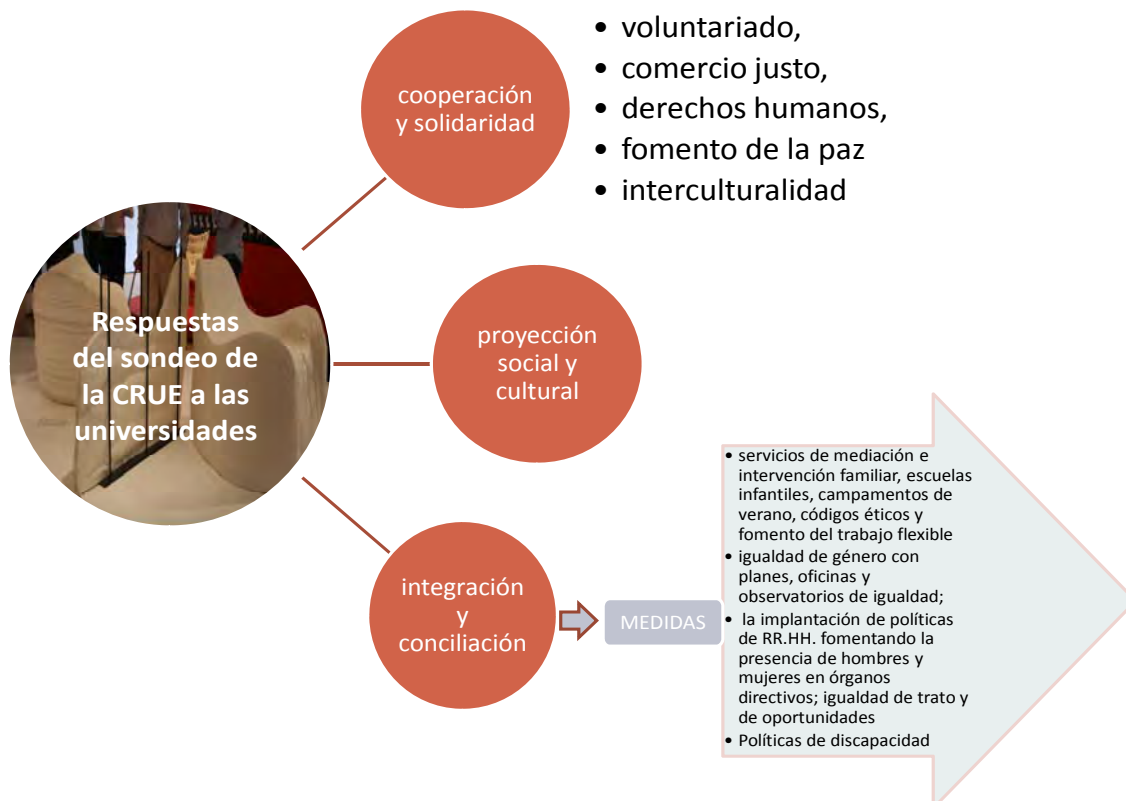 cooperación
y solidaridad
• voluntariado,
• comercio justo,
• derechos humanos,
• fomento de la paz
• interculturalidad
Respuestas
del sondeo de
la CRUE a las
universidades
proyección
social y
cultural
integración
y
conciliación
MEDIDAS
• servicios de mediación e
intervención familiar, escuelas
infantiles, campamentos de
verano, códigos éticos y
fomento del trabajo flexible
• igualdad de género con
planes, oficinas y
observatorios de igualdad;
• la implantación de políticas
de RR.HH. fomentando la
presencia de hombres y
mujeres en órganos
directivos; igualdad de trato y
de oportunidades
• Políticas de discapacidad